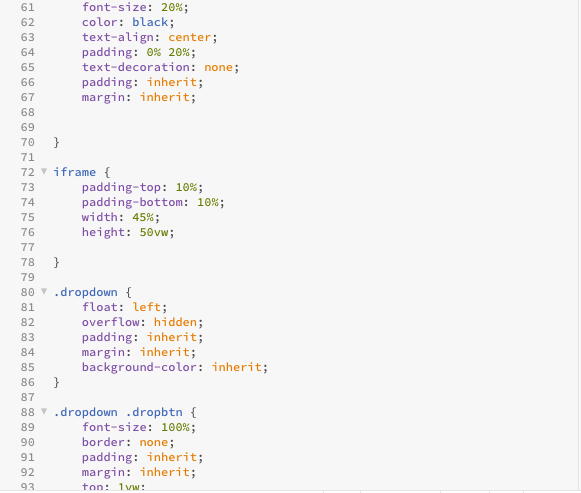 61 font-size: 20%;
62 color: black;
63 text-align: center;
64 padding: 0% 20%;
65 text-decoration: none;
66 padding: inherit;
67 margin: inherit;
68
69
70 }
71
72 iframe {
73 padding-top: 10%;
74 padding-bottom: 10%;
75 width: 45%;
76 height: 50vw;
77
78 }
79
80 .dropdown {
81 float: left;
82 overflow: hidden;
83 padding: inherit;
84 margin: inherit;
85 background-color: inherit;
86 }
87
88 .dropdown .dropbtn {
89 font-size: 100%;
90 border: none;
91 padding: inherit;
92 margin: inherit;
93 top: 1vw;